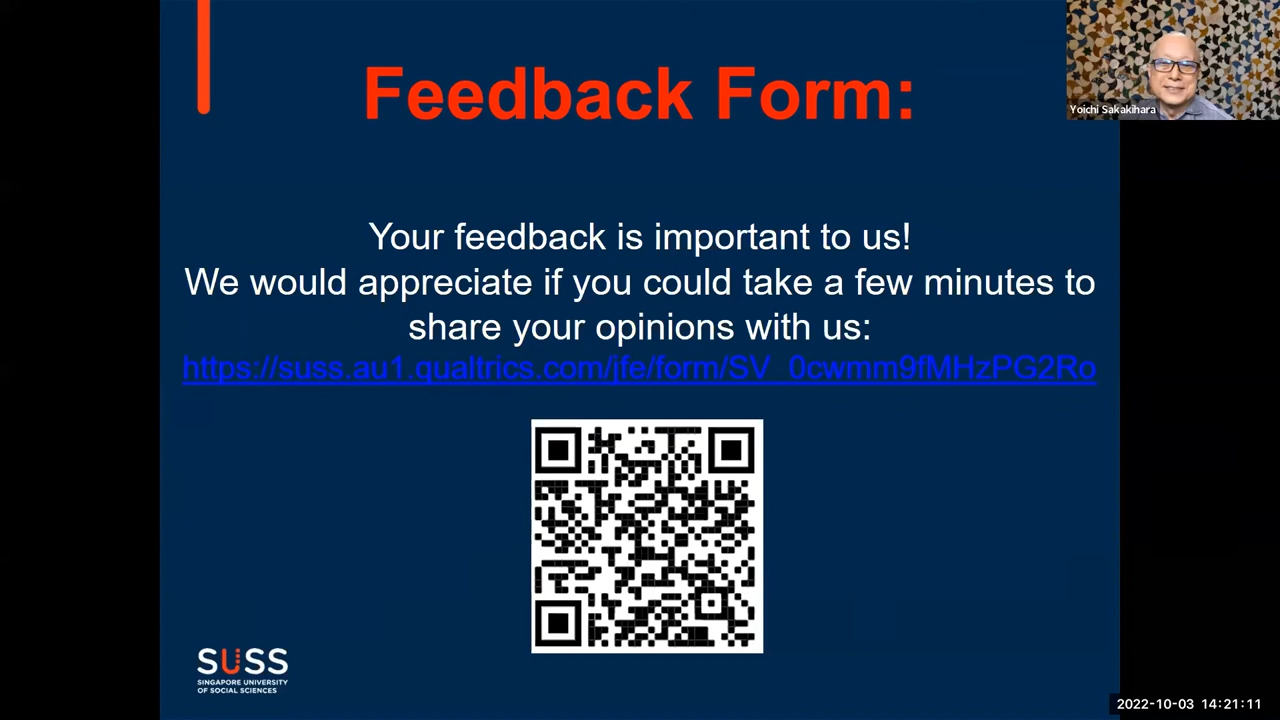 Feedback Form:
Yoichi Sakakihara
Your feedback is important to us!
We would appreciate if you could take a few minutes to
share your opinions with us:
https://suss.au1.qualtrics.com/jfe/form/SV_0cwmm9fMHzPG2Ro
SUSS
SINGAPORE UNIVERSITY
OF SOCIAL SCIENCES
2022-10-03 14:21:11